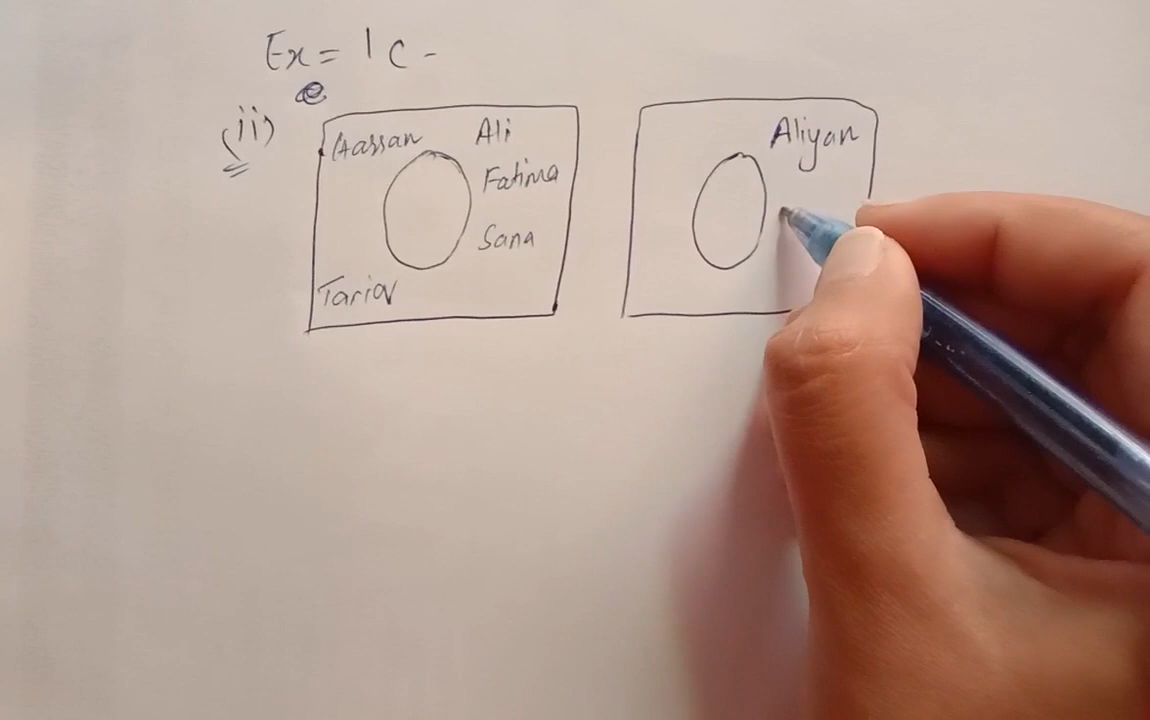 Ex = 1 C -
e
(ii)
Hassan
Ali
Fatima
Sana
Tariq
Aliyan